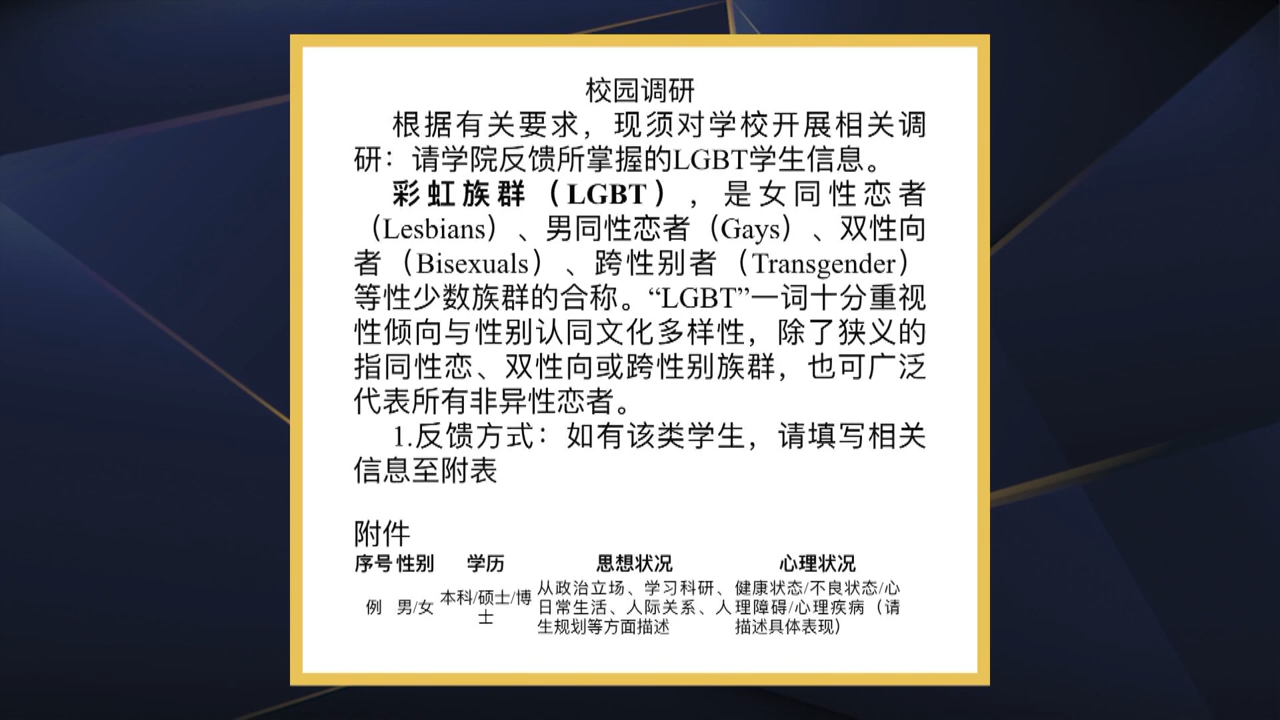 校园调研
根据有关要求，现须对学校开展相关调
研：请学院反馈所掌握的LGBT学生信息。
彩虹族群（LGBT），是女同性恋者
（Lesbians）、男同性恋者（Gays）、双性向
者（Bisexuals）、跨性别者（Transgender）
等性少数族群的合称。“LGBT”一词十分重视
性倾向与性别认同文化多样性，除了狭义的
指同性恋、双性向或跨性别族群，也可广泛
代表所有非异性恋者。
1.反馈方式：如有该类学生，请填写相关
信息至附表
附件
序号 性别 学历 思想状况 心理状况
例 男/女 本科/硕士/博士 从政治立场、学习科研、日常生活、人际关系、人生规划等方面描述 健康状态/不良状态/心理障碍/心理疾病（请描述具体表现）